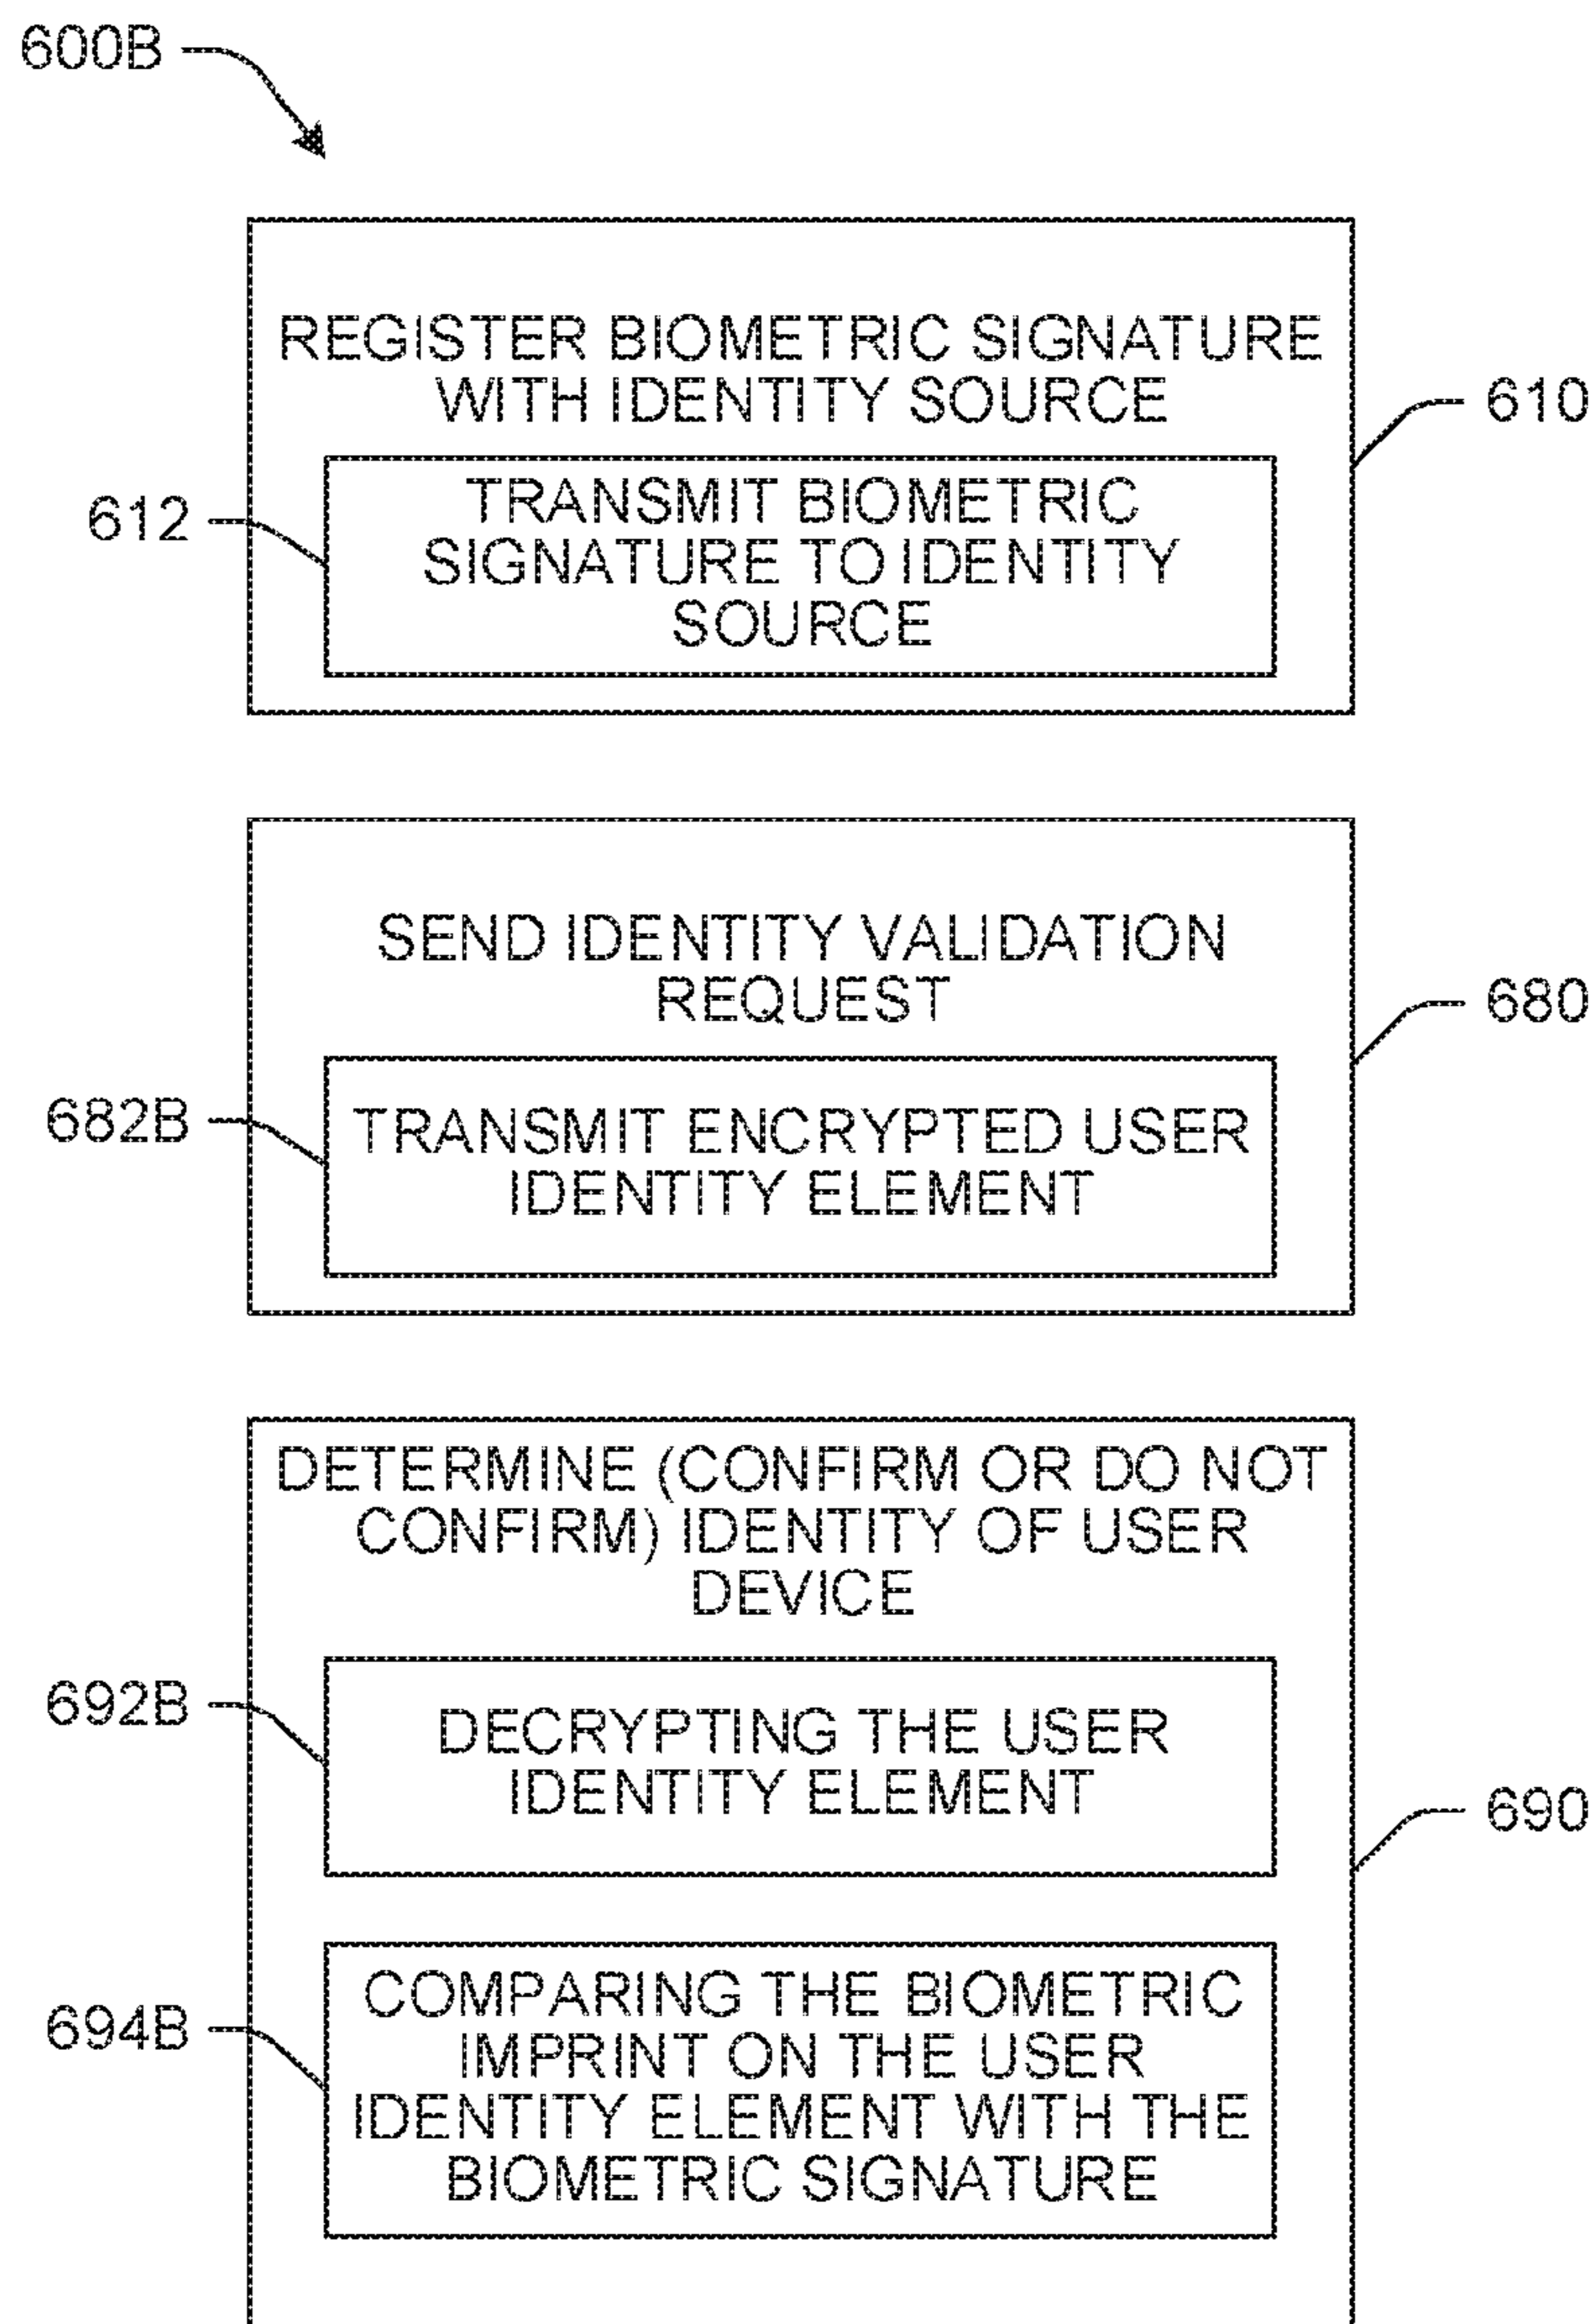 600B
REGISTER BIOMETRIC SIGNATURE
WITH IDENTITY SOURCE
610
612
TRANSMIT BIOMETRIC
SIGNATURE TO IDENTITY
SOURCE
SEND IDENTITY VALIDATION
REQUEST
680
682B
TRANSMIT ENCRYPTED USER
IDENTITY ELEMENT
DETERMINE (CONFIRM OR DO NOT
CONFIRM) IDENTITY OF USER
DEVICE
692B
DECRYPTING THE USER
IDENTITY ELEMENT
690
694B
COMPARING THE BIOMETRIC
IMPRINT ON THE USER
IDENTITY ELEMENT WITH THE
BIOMETRIC SIGNATURE